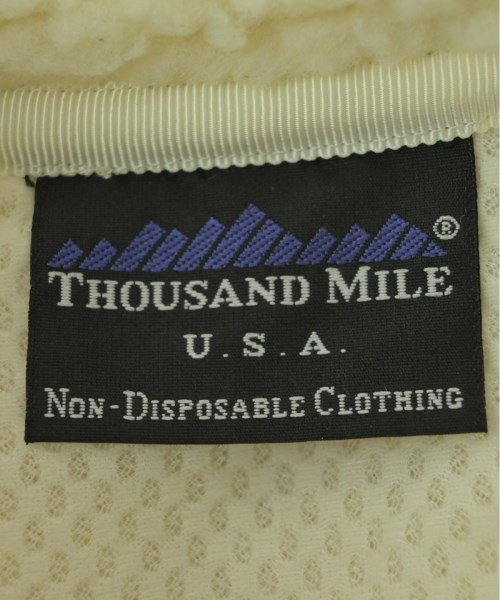 ®
THOUSAND MILE
U.S.A.
NON-DISPOSABLE CLOTHING